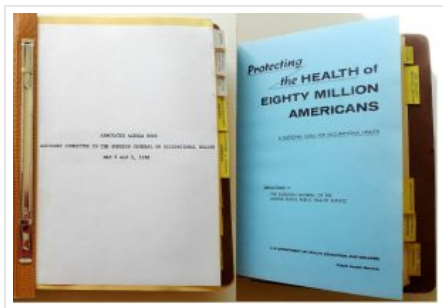 ANNOTATED AGENDA BOOK
ADVISORY COMMITTEE TO THE SURGEON GENERAL ON OCCUPATIONAL HEALTH
MAY 2 and 3, 1966
Protecting
the HEALTH of
EIGHTY MILLION
AMERICANS
A NATIONAL GOAL FOR OCCUPATIONAL HEALTH
THE SURGEON GENERAL OF THE
UNITED STATES PUBLIC HEALTH SERVICE
U.S. DEPARTMENT OF HEALTH, EDUCATION, AND WELFARE
Public Health Service